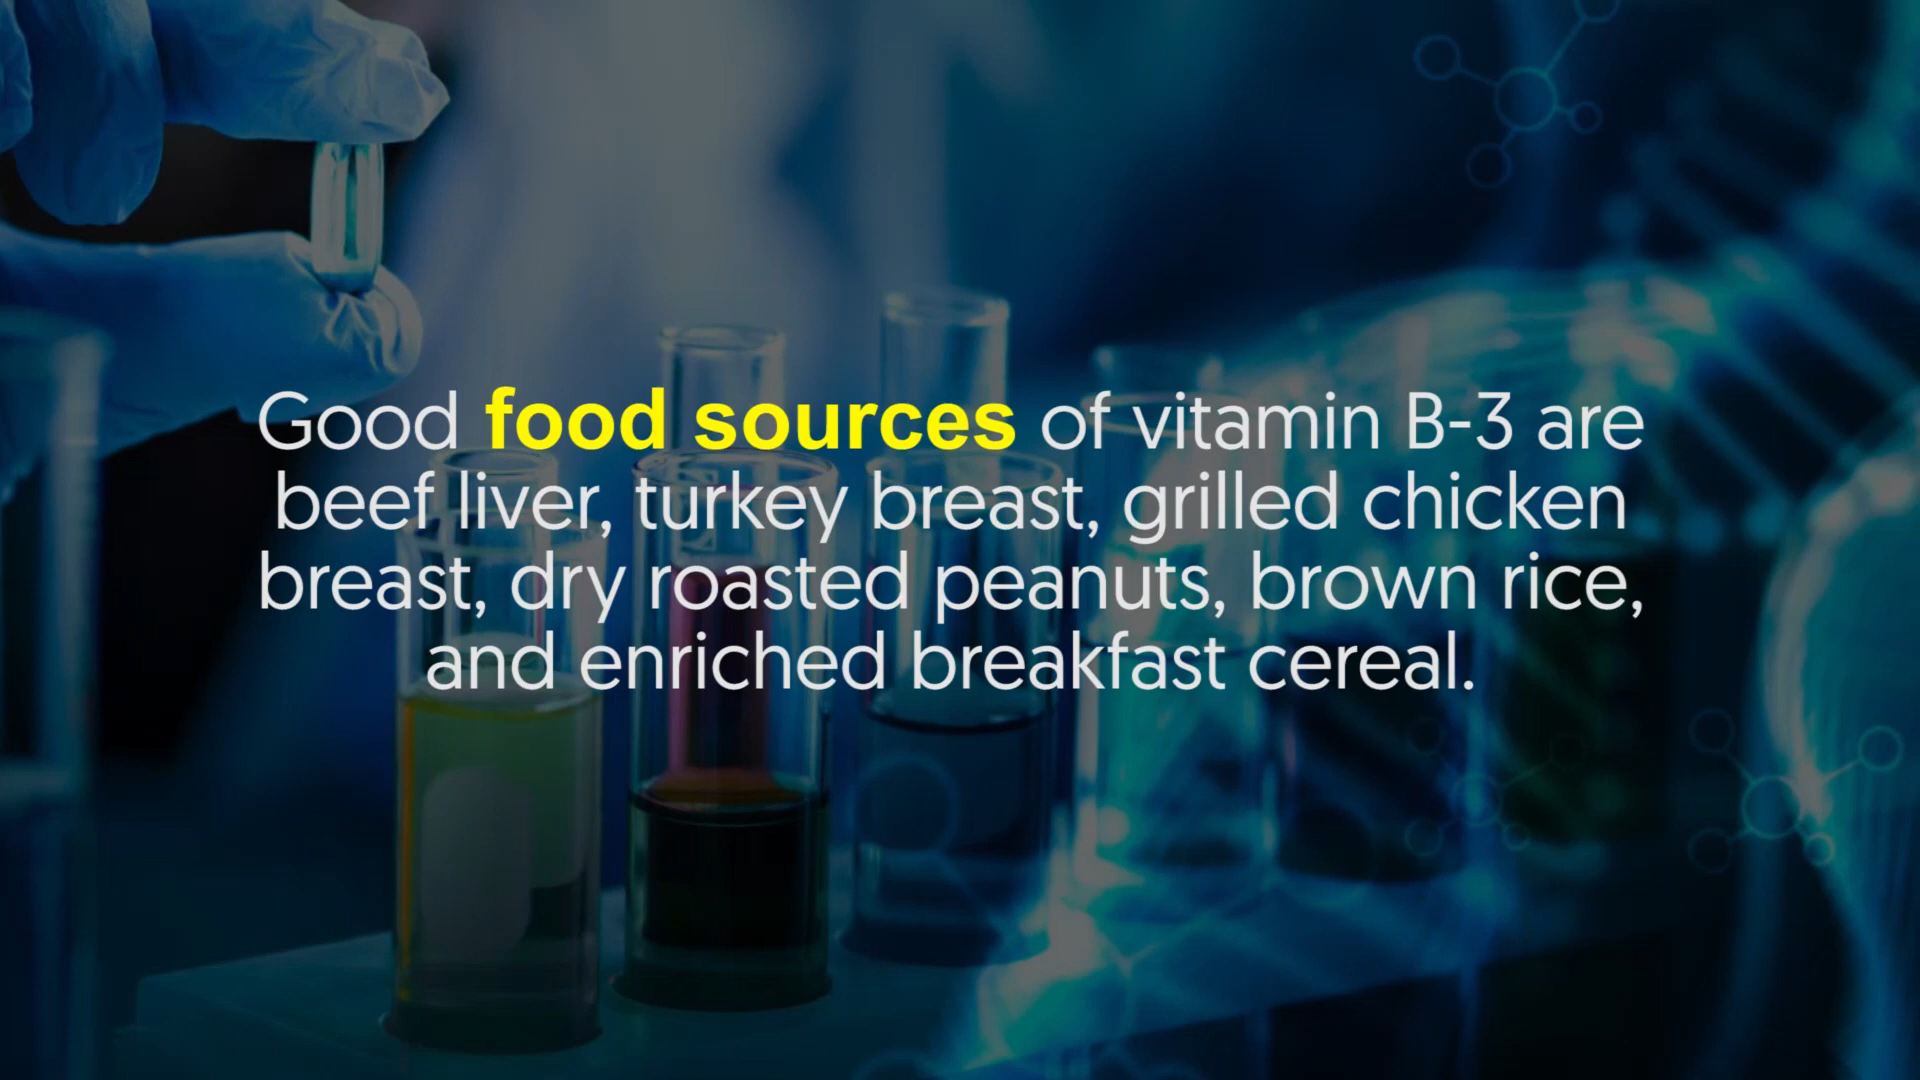 Good food sources of vitamin B-3 are
beef liver, turkey breast, grilled chicken
breast, dry roasted peanuts, brown rice,
and enriched breakfast cereal.